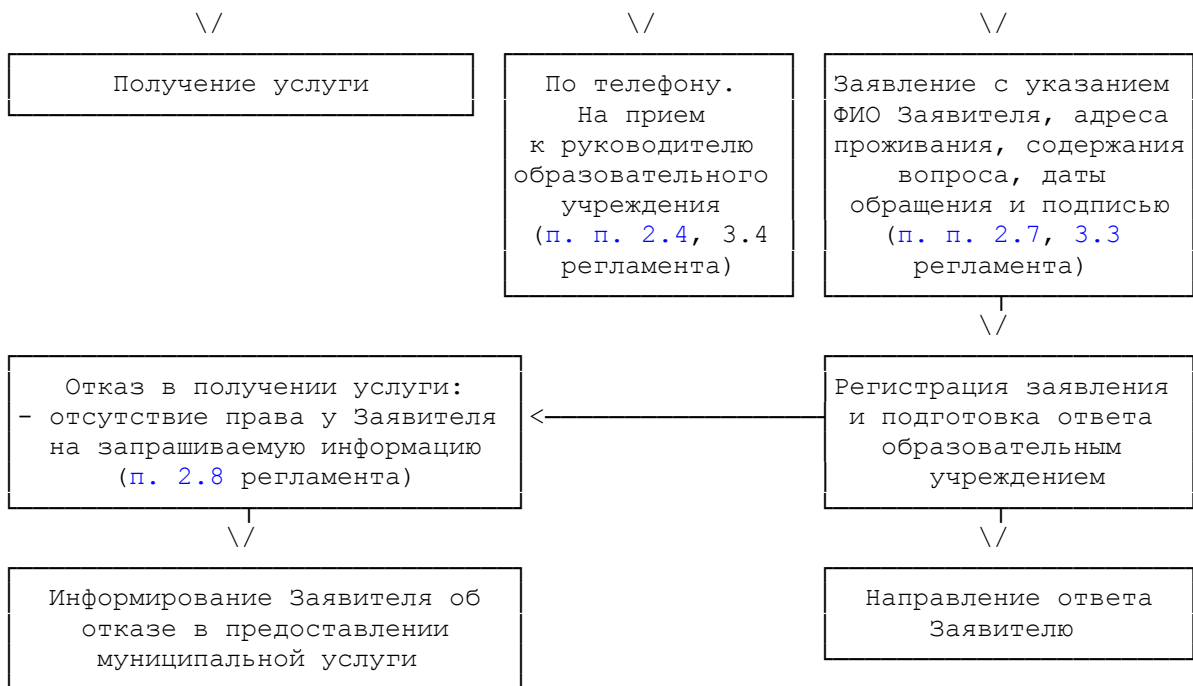 Получение услуги
По телефону.
На прием
к руководителю
образовательного
учреждения
(п. п. 2.4, 3.4
регламента)
Заявление с указанием
ФИО Заявителя, адреса
проживания, содержания
вопроса, даты
обращения и подписью
(п. п. 2.7, 3.3
регламента)
Отказ в получении услуги:
- отсутствие права у Заявителя
на запрашиваемую информацию
(п. 2.8 регламента)
Регистрация заявления
и подготовка ответа
образовательным
учреждением
Информирование Заявителя об
отказе в предоставлении
муниципальной услуги
Направление ответа
Заявителю